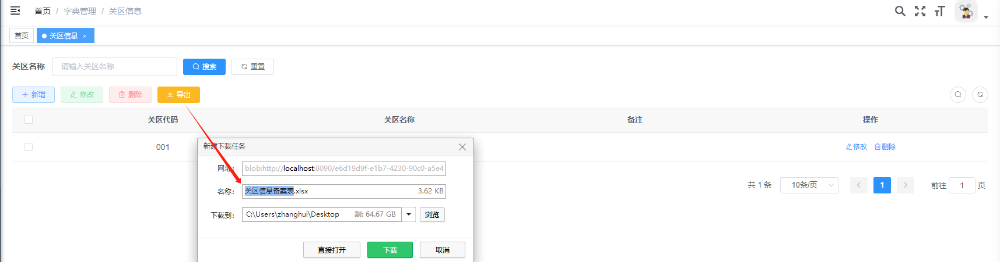 首页 / 字典管理 / 关区信息
首页 关区信息 ×
关区名称 请输入关区名称 搜索 重置
新增 修改 删除 导出
关区代码 关区名称 备注 操作
001 修改 删除
新建下载任务
网址: blob:http://localhost:8090/e6d19d9f-e1b7-4230-90c0-a5e4
名称: 关区信息备案表.xlsx 3.62 KB
下载到: C:\Users\zhanghui\Desktop 剩: 64.67 GB 浏览
直接打开 下载 取消
共 1 条 10条/页 < 1 > 前往 1 页